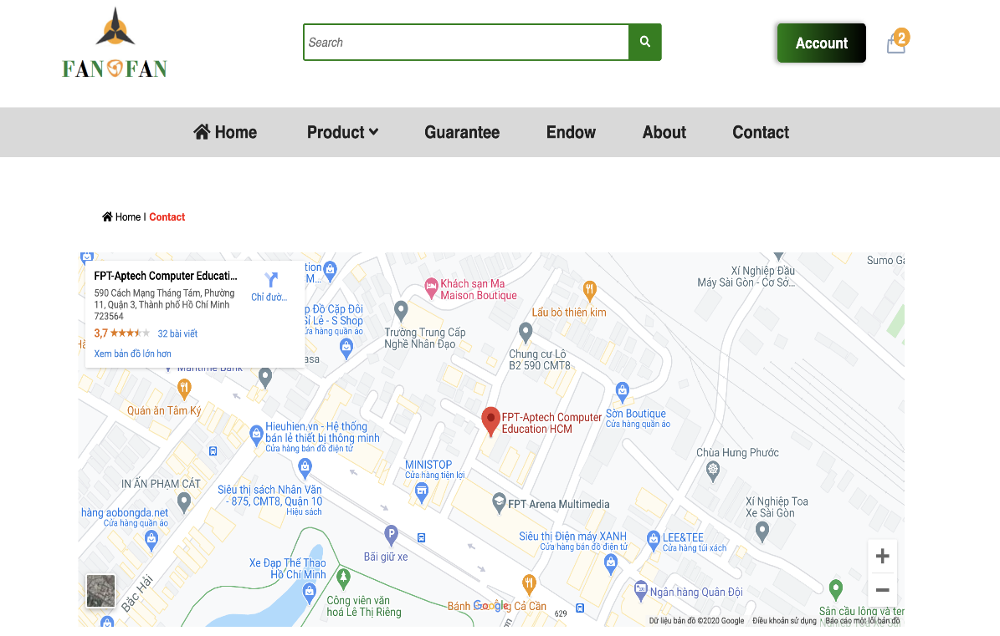 FAN FAN
Search
Account
2
Home
Product
Guarantee
Endow
About
Contact
Home I Contact
FPT-Aptech Computer Educati...
590 Cách Mạng Tháng Tám, Phường
11, Quận 3, Thành phố Hồ Chí Minh
723564
3,7
32 bài viết
Xem bản đồ lớn hơn
Chỉ đườ...
tion
M...
p Đồ Cặp Đôi
Sỉ Lẻ - S Shop
Cửa hàng quần áo
asa
Maritime Bank
Khách sạn Ma
Maison Boutique
Lẩu bò thiên kim
Xí Nghiệp Đầu
Máy Sài Gòn - Cơ Sở...
Sumo Ga
Trường Trung Cấp
Nghề Nhân Đạo
Chung cư Lô
B2 590 CMT8
Quán ăn Tâm Ký
Hieuhien.vn - Hệ thống
bán lẻ thiết bị thông minh
Cửa hàng bán đồ điện tử
FPT-Aptech Computer
Education HCM
Sờn Boutique
Cửa hàng quần áo
Chùa Hưng Phước
MINISTOP
Cửa hàng tiện lợi
IN ẤN PHẠM CÁT
Siêu thị sách Nhân Văn
- 875, CMT8, Quận 10
Hiệu sách
FPT Arena Multimedia
Xí Nghiệp Toa
Xe Sài Gòn
hàng aobongda.net
Cửa hàng quần áo
Bãi giữ xe
Siêu thị Điện máy XANH
Cửa hàng bán đồ điện tử
LEE&TEE
Cửa hàng túi xách
Xe Đạp Thể Thao
Hồ Chí Minh
Bắc Hải
Công viên văn
hoá Lê Thị Riêng
Ngân hàng Quân Đội
Google
Cả Cần
629
Sân cầu lông và ten
Dữ liệu bản đồ ©2020 Google
Điều khoản sử dụng
Báo cáo một lỗi bản đồ